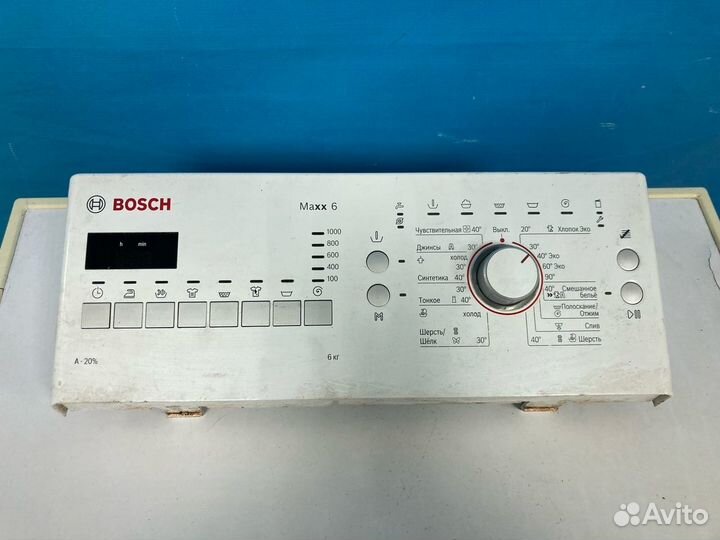 BOSCH
Maxx 6
h min
1000
800
600
400
100
A - 20%
6 кг
M
Выкл.
Чувствительная 40°
Джинсы 30°
холод
30°
Синтетика 40°
30°
Тонкое 40°
холод
Шерсть/
Шёлк 30°
20° Хлопок Эко
30°
40° Эко
60° Эко
90°
40° Смешанное
бельё
Полоскание/
Отжим
Слив
40° Шерсть
Avito